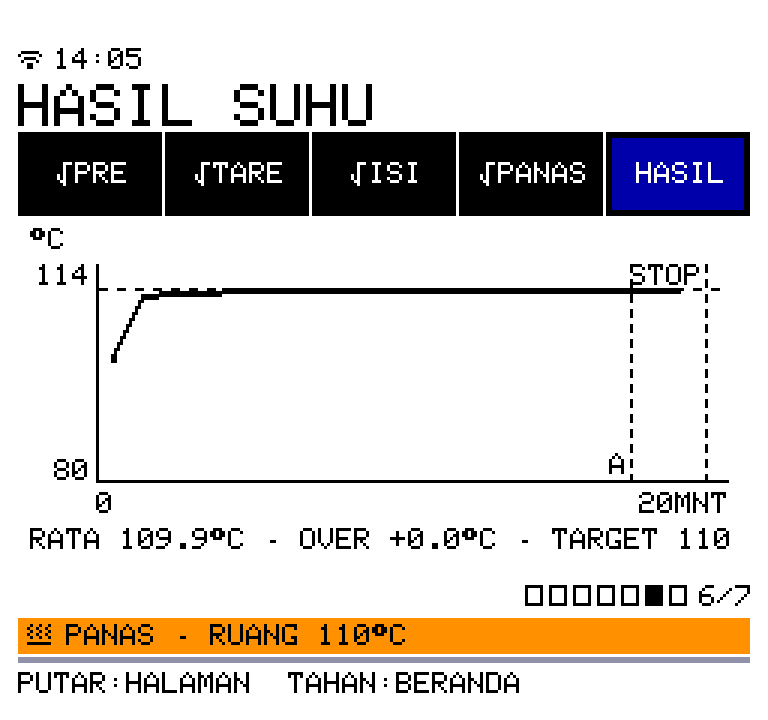 14:05
HASIL SUHU
√PRE √TARE √ISI √PANAS HASIL
°C
114 STOP
80 A
0 20MNT
RATA 109.9°C - OVER +0.0°C - TARGET 110
6/7
PANAS - RUANG 110°C
PUTAR:HALAMAN TAHAN:BERANDA